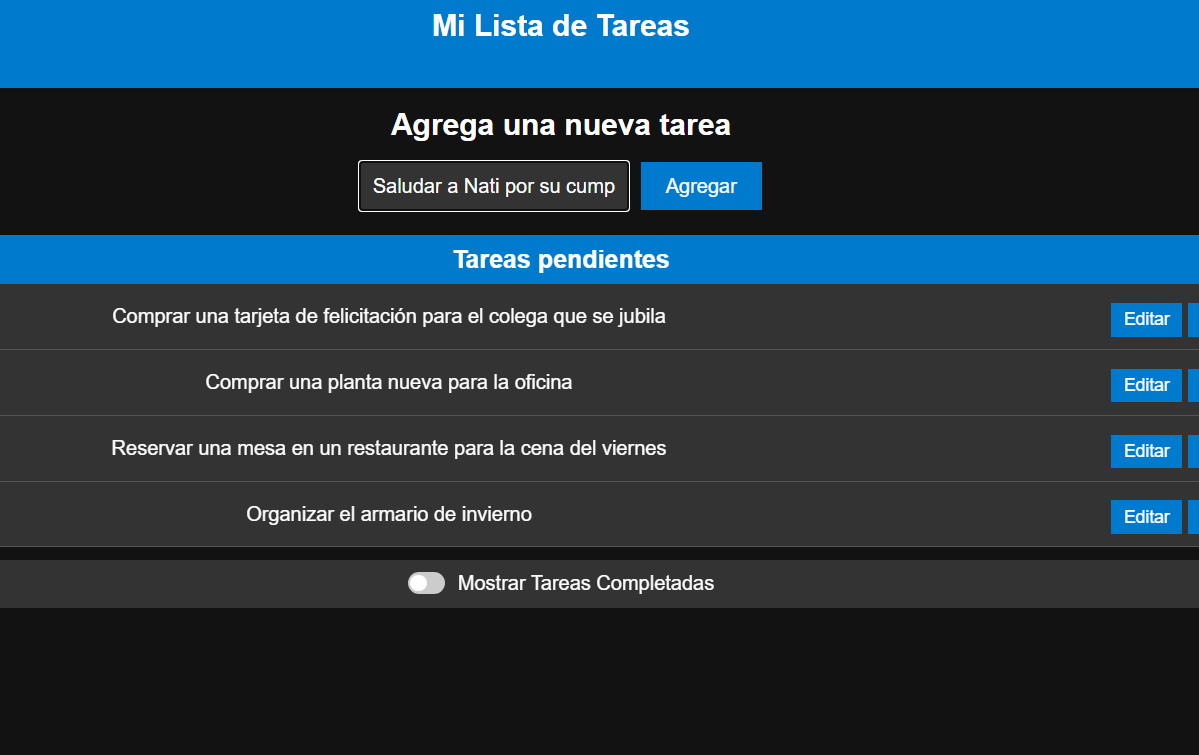 Mi Lista de Tareas
Agrega una nueva tarea
Saludar a Nati por su cump
Agregar
Tareas pendientes
Comprar una tarjeta de felicitación para el colega que se jubila
Editar
Comprar una planta nueva para la oficina
Editar
Reservar una mesa en un restaurante para la cena del viernes
Editar
Organizar el armario de invierno
Editar
Mostrar Tareas Completadas